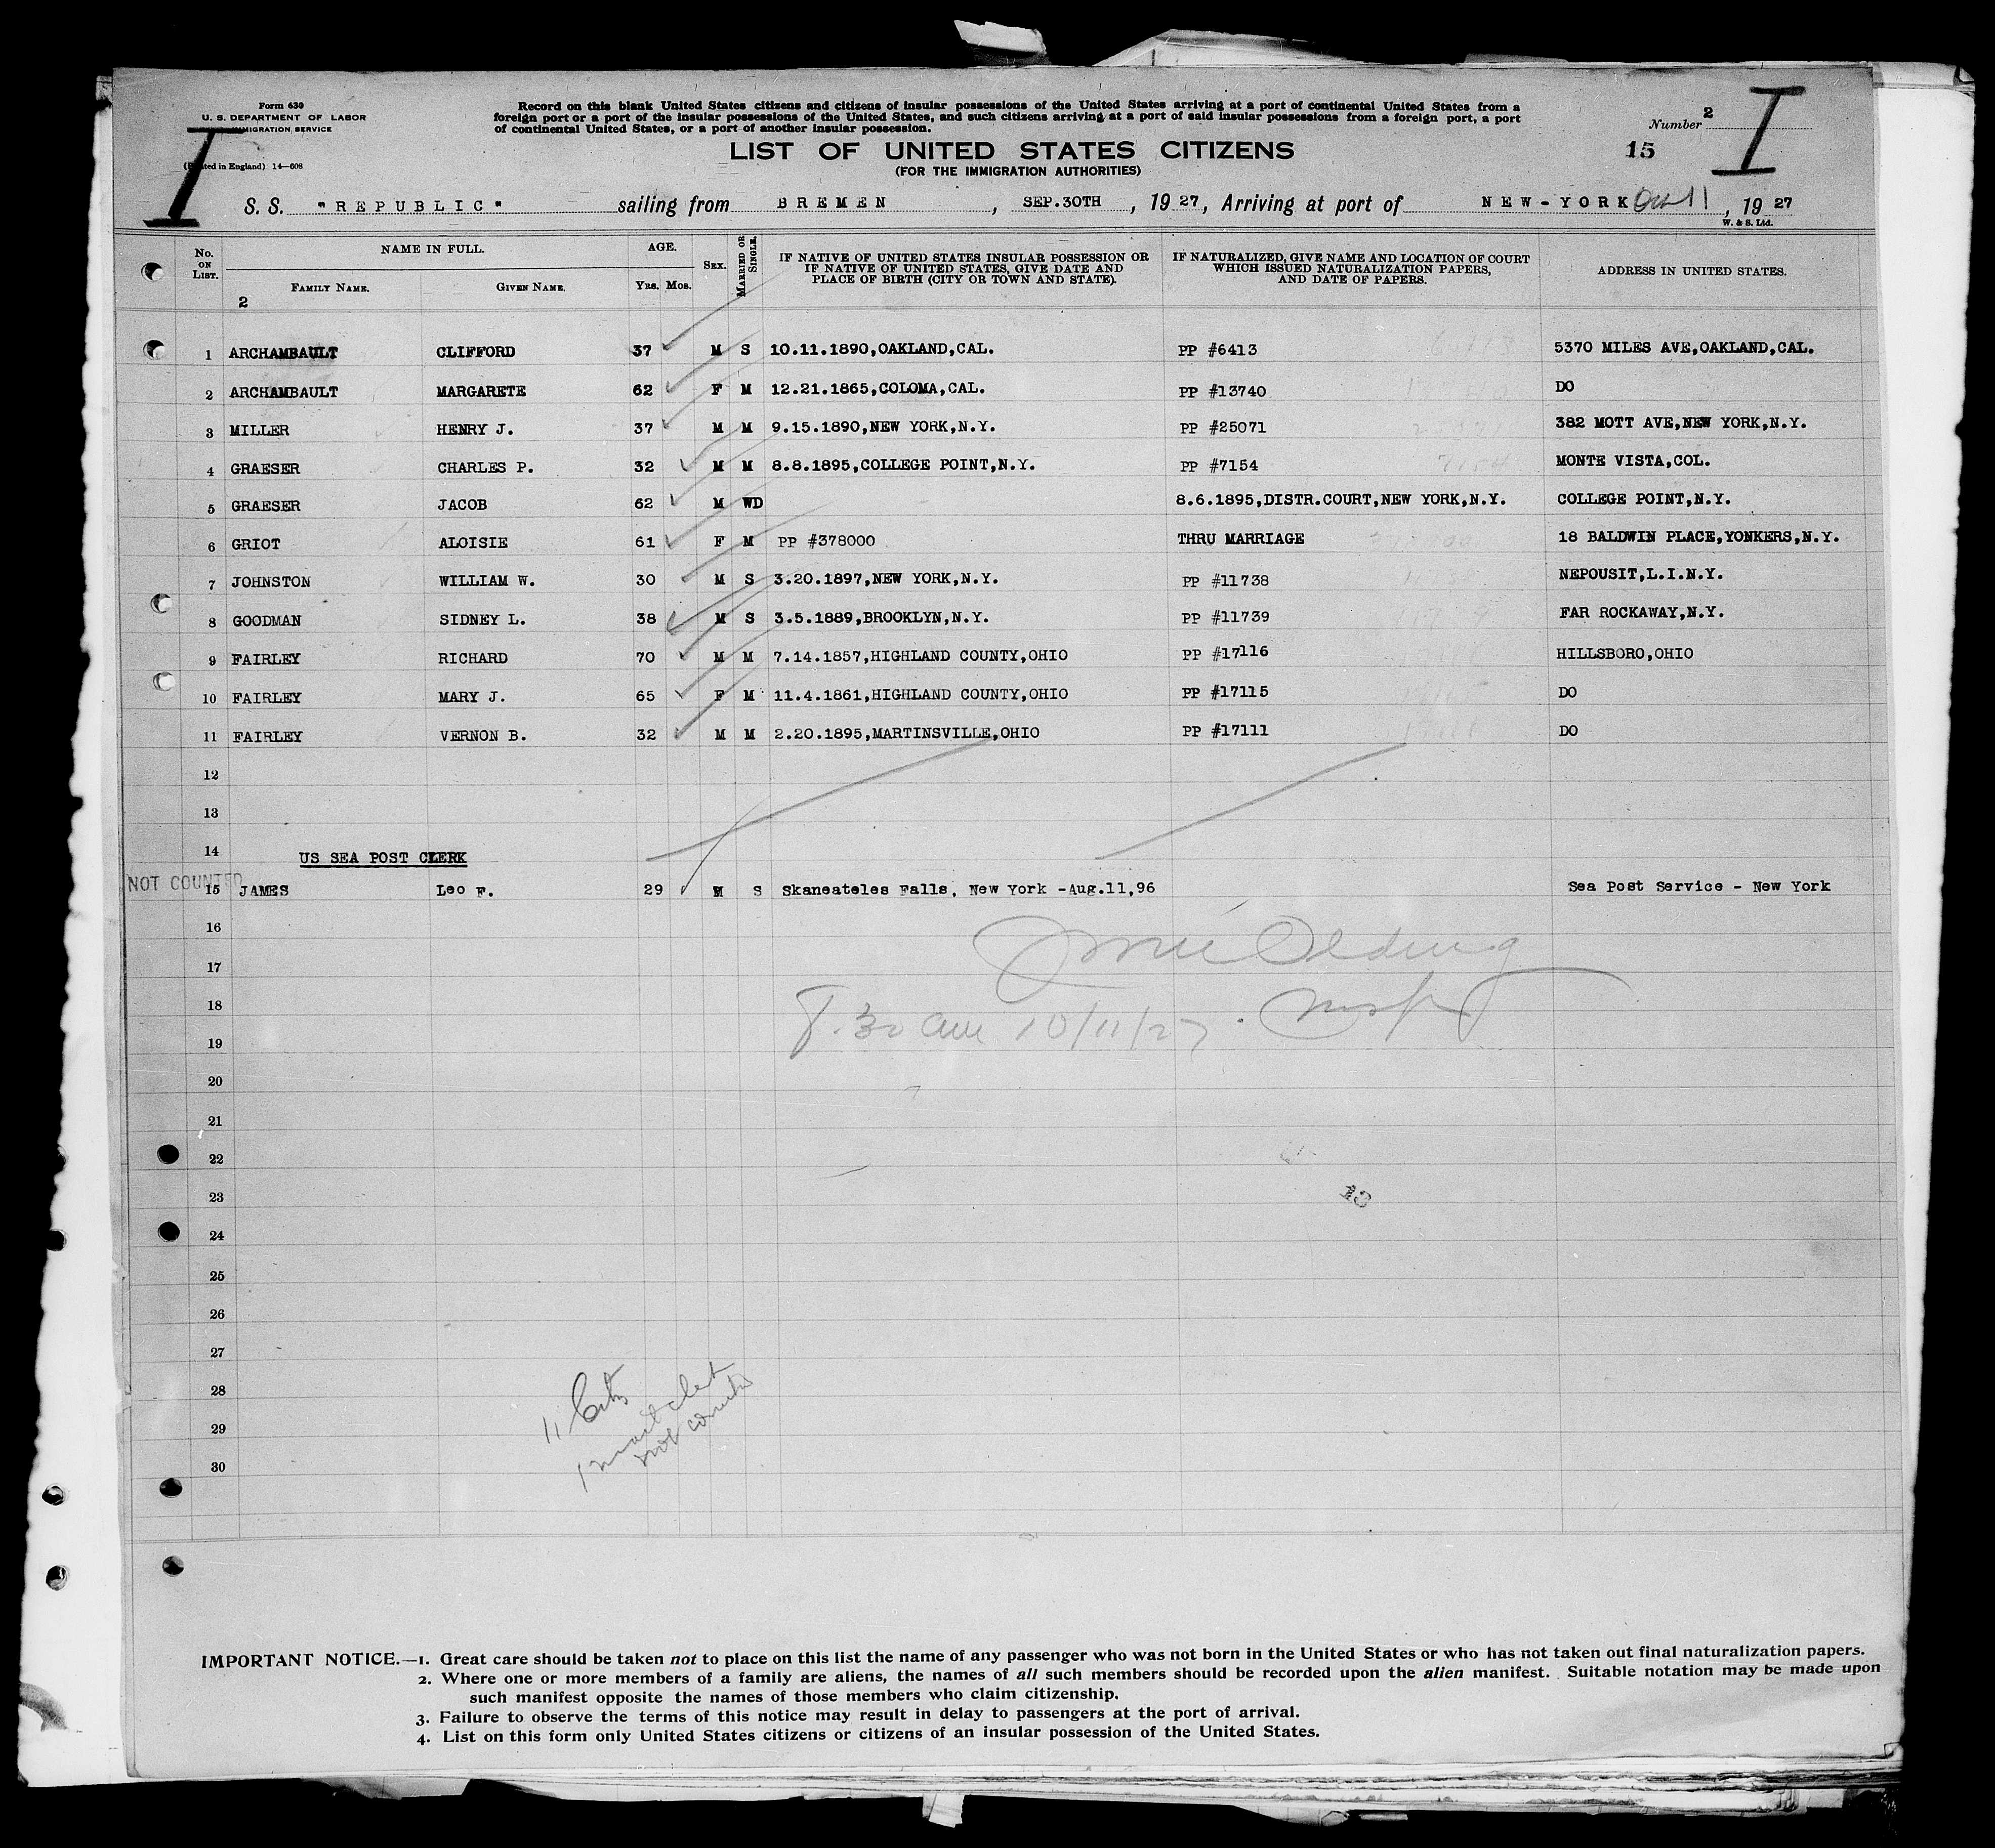 Form 630
U. S. DEPARTMENT OF LABOR
IMMIGRATION SERVICE
(Printed in England) 14—608
I
Record on this blank United States citizens and citizens of insular possessions of the United States arriving at a port of continental United States from a
foreign port or a port of the insular possessions of the United States, and such citizens arriving at a port of said insular possessions from a foreign port, a port
of continental United States, or a port of another insular possession.
Number 2
15
I
LIST OF UNITED STATES CITIZENS
(FOR THE IMMIGRATION AUTHORITIES)
S. S. "REPUBLIC" sailing from BREMEN, SEP.30TH, 1927, Arriving at port of NEW-YORK Oct 11, 1927
W. & S. Ltd.
No. ON LIST. NAME IN FULL. AGE. SEX. MARRIED OR SINGLE. IF NATIVE OF UNITED STATES INSULAR POSSESSION OR IF NATIVE OF UNITED STATES, GIVE DATE AND PLACE OF BIRTH (CITY OR TOWN AND STATE). IF NATURALIZED, GIVE NAME AND LOCATION OF COURT WHICH ISSUED NATURALIZATION PAPERS, AND DATE OF PAPERS. ADDRESS IN UNITED STATES.
FAMILY NAME. GIVEN NAME. YRS. MOS.
2
1 ARCHAMBAULT CLIFFORD 37 M S 10.11.1890,OAKLAND,CAL. PP #6413 5370 MILES AVE,OAKLAND,CAL.
2 ARCHAMBAULT MARGARETE 62 F M 12.21.1865,COLOMA,CAL. PP #13740 DO
3 MILLER HENRY J. 37 M M 9.15.1890,NEW YORK,N.Y. PP #25071 382 MOTT AVE,NEW YORK,N.Y.
4 GRAESER CHARLES P. 32 M M 8.8.1895,COLLEGE POINT,N.Y. PP #7154 MONTE VISTA,COL.
5 GRAESER JACOB 62 M WD 8.6.1895,DISTR.COURT,NEW YORK,N.Y. COLLEGE POINT,N.Y.
6 GRIOT ALOISIE 61 F M PP #378000 THRU MARRIAGE 18 BALDWIN PLACE,YONKERS,N.Y.
7 JOHNSTON WILLIAM W. 30 M S 3.20.1897,NEW YORK,N.Y. PP #11738 NEPOUSIT,L.I.N.Y.
8 GOODMAN SIDNEY L. 38 M S 3.5.1889,BROOKLYN,N.Y. PP #11739 FAR ROCKAWAY,N.Y.
9 FAIRLEY RICHARD 70 M M 7.14.1857,HIGHLAND COUNTY,OHIO PP #17116 HILLSBORO,OHIO
10 FAIRLEY MARY J. 65 F M 11.4.1861,HIGHLAND COUNTY,OHIO PP #17115 DO
11 FAIRLEY VERNON B. 32 M M 2.20.1895,MARTINSVILLE,OHIO PP #17111 DO
12
13
14 US SEA POST CLERK
NOT COUNTED
15 JAMES Leo F. 29 M S Skaneateles Falls, New York -Aug.11,96 Sea Post Service - New York
16
17
18
8.30 am 10/11/27. Insp
19
20
21
22
23
13
24
25
26
27
28
11 Cits
29
1 mail clerk
not counted
30
IMPORTANT NOTICE.—1. Great care should be taken not to place on this list the name of any passenger who was not born in the United States or who has not taken out final naturalization papers.
2. Where one or more members of a family are aliens, the names of all such members should be recorded upon the alien manifest. Suitable notation may be made upon
such manifest opposite the names of those members who claim citizenship.
3. Failure to observe the terms of this notice may result in delay to passengers at the port of arrival.
4. List on this form only United States citizens or citizens of an insular possession of the United States.